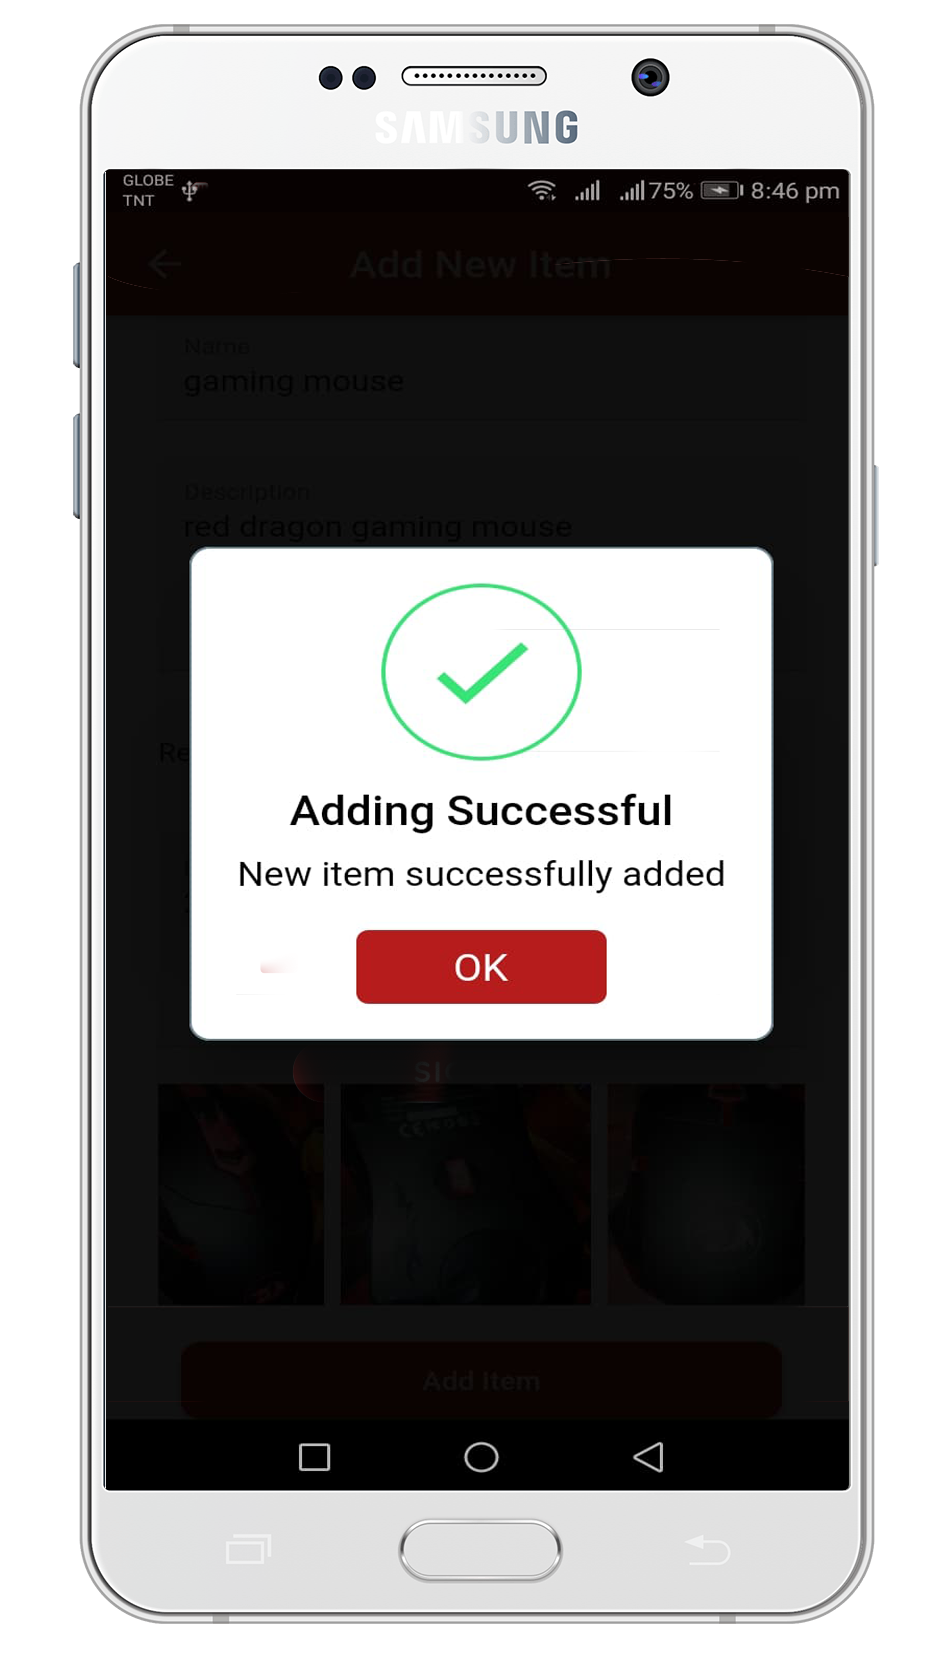 SAMSUNG
GLOBE
TNT
75% 8:46 pm
Add New Item
Name
gaming mouse
Description
red dragon gaming mouse
Re
Adding Successful
New item successfully added
OK
Add Item